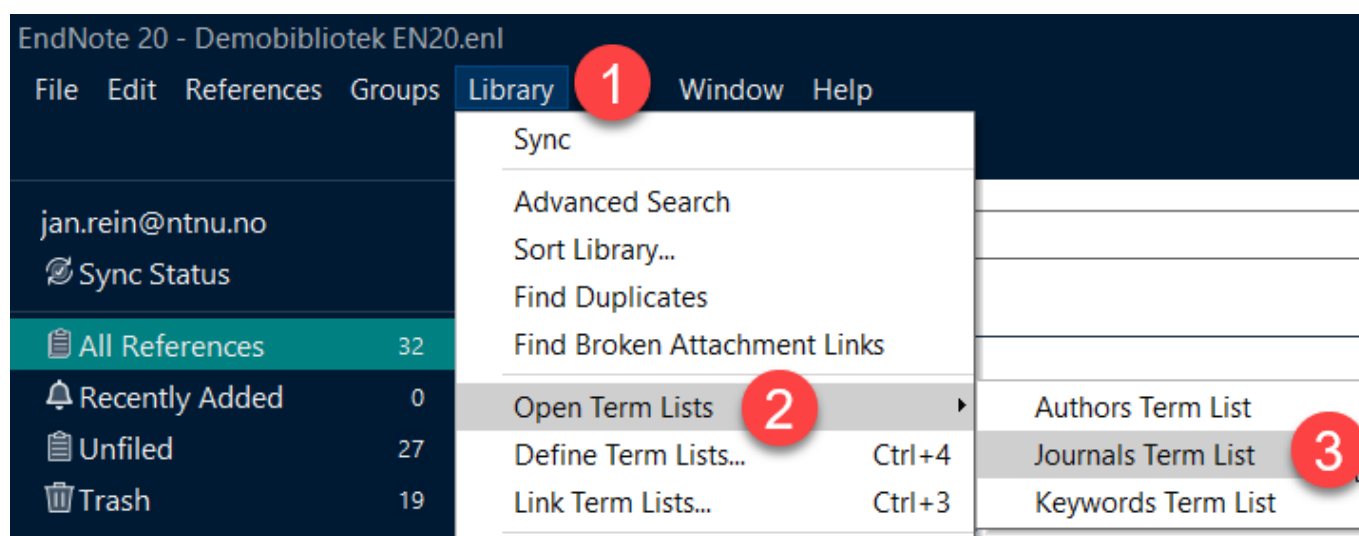 EndNote 20 - Demobibliotek EN20.enl
File Edit References Groups Library 1 Window Help
Sync
Advanced Search
jan.rein@ntnu.no
Sort Library...
Sync Status
Find Duplicates
All References 32
Find Broken Attachment Links
Recently Added 0
Open Term Lists 2
Authors Term List
Unfiled 27
Define Term Lists... Ctrl+4
Journals Term List 3
Trash 19
Link Term Lists... Ctrl+3
Keywords Term List